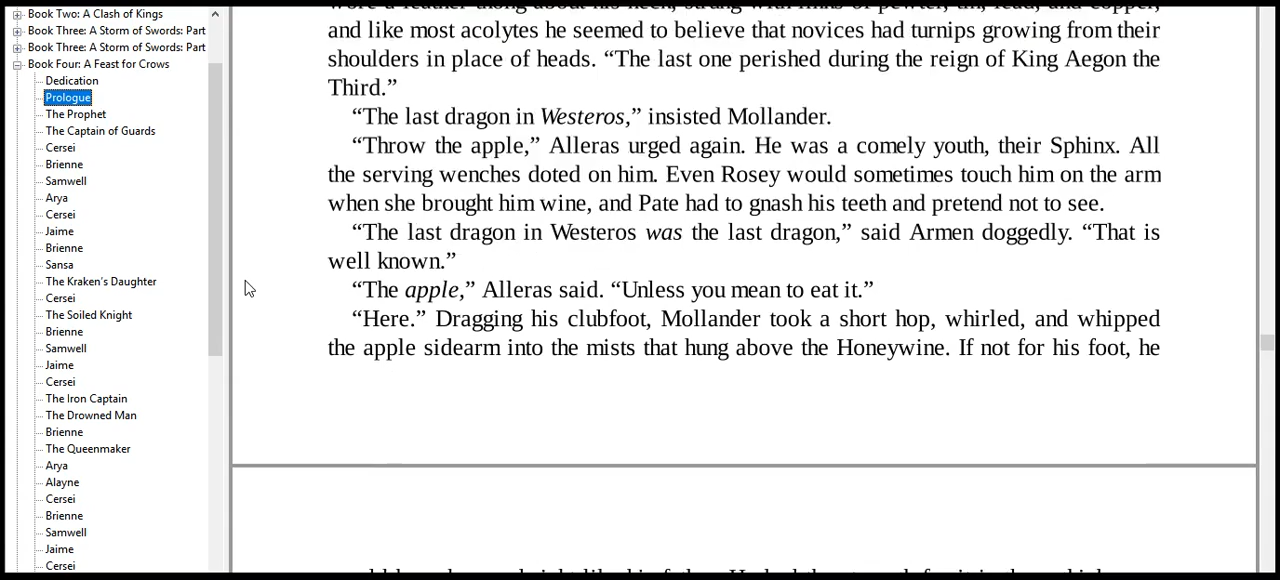 Book Two: A Clash of Kings
Book Three: A Storm of Swords: Part
Book Three: A Storm of Swords: Part
Book Four: A Feast for Crows
Dedication
Prologue
The Prophet
The Captain of Guards
Cersei
Brienne
Samwell
Arya
Cersei
Jaime
Brienne
Sansa
The Kraken's Daughter
Cersei
The Soiled Knight
Brienne
Samwell
Jaime
Cersei
The Iron Captain
The Drowned Man
Brienne
The Queenmaker
Arya
Alayne
Cersei
Brienne
Samwell
Jaime
Cersei
and like most acolytes he seemed to believe that novices had turnips growing from their
shoulders in place of heads. “The last one perished during the reign of King Aegon the
Third.”
“The last dragon in Westeros,” insisted Mollander.
“Throw the apple,” Alleras urged again. He was a comely youth, their Sphinx. All
the serving wenches doted on him. Even Rosey would sometimes touch him on the arm
when she brought him wine, and Pate had to gnash his teeth and pretend not to see.
“The last dragon in Westeros was the last dragon,” said Armen doggedly. “That is
well known.”
“The apple,” Alleras said. “Unless you mean to eat it.”
“Here.” Dragging his clubfoot, Mollander took a short hop, whirled, and whipped
the apple sidearm into the mists that hung above the Honeywine. If not for his foot, he